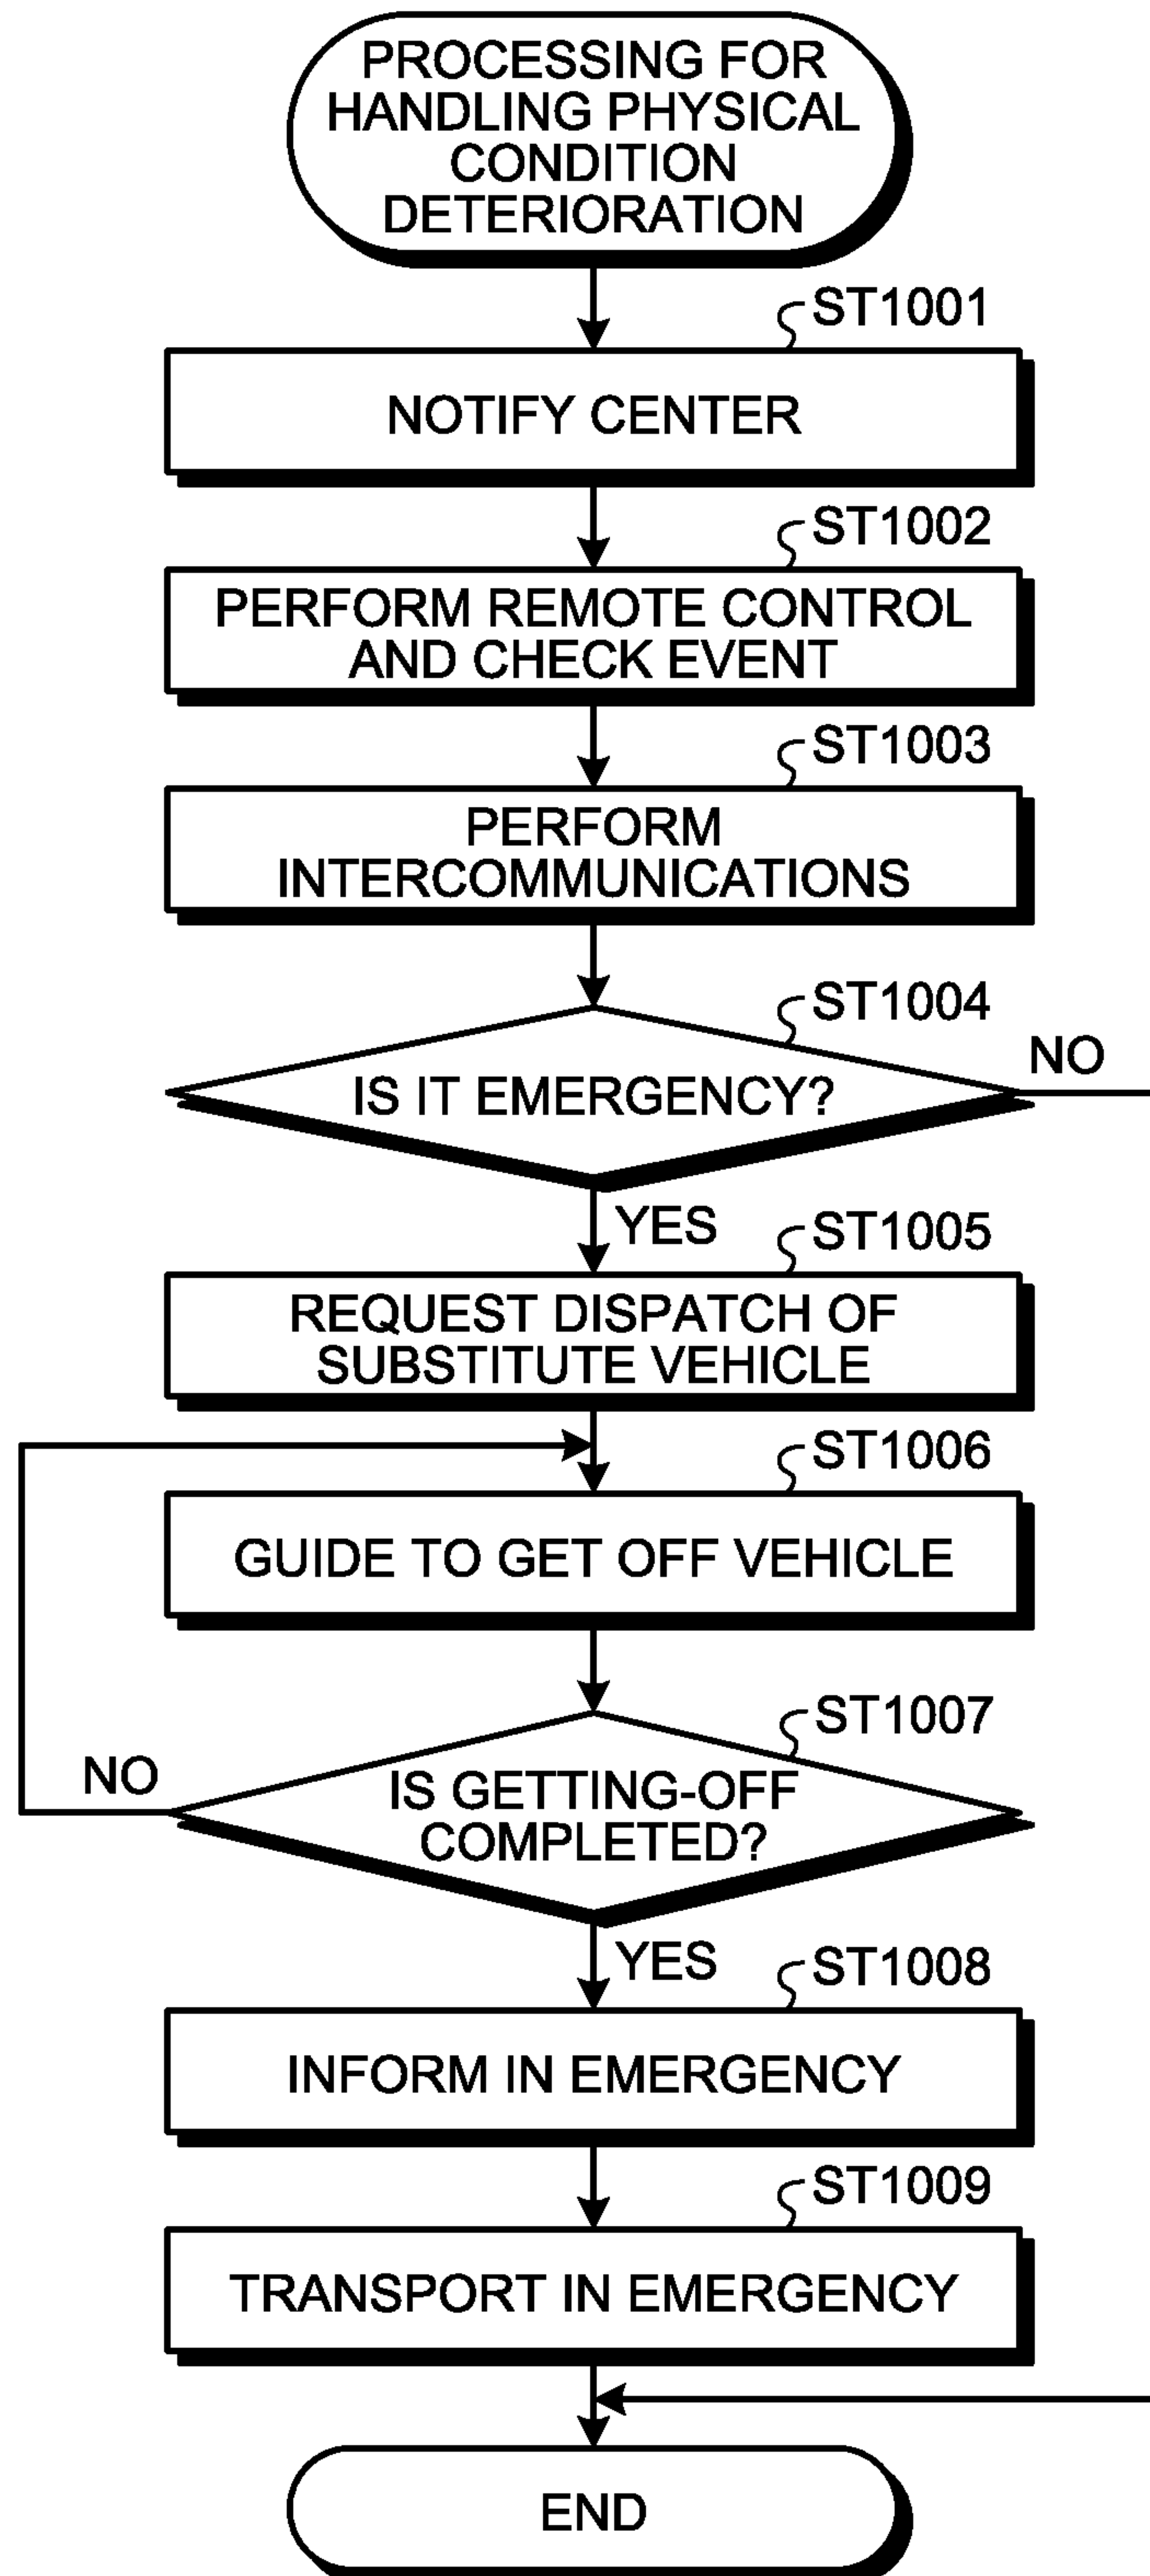 PROCESSING FOR
HANDLING PHYSICAL
CONDITION
DETERIORATION
ST1001
NOTIFY CENTER
ST1002
PERFORM REMOTE CONTROL
AND CHECK EVENT
ST1003
PERFORM
INTERCOMMUNICATIONS
ST1004
NO
IS IT EMERGENCY?
YES
ST1005
REQUEST DISPATCH OF
SUBSTITUTE VEHICLE
ST1006
GUIDE TO GET OFF VEHICLE
ST1007
NO
IS GETTING-OFF
COMPLETED?
YES
ST1008
INFORM IN EMERGENCY
ST1009
TRANSPORT IN EMERGENCY
END